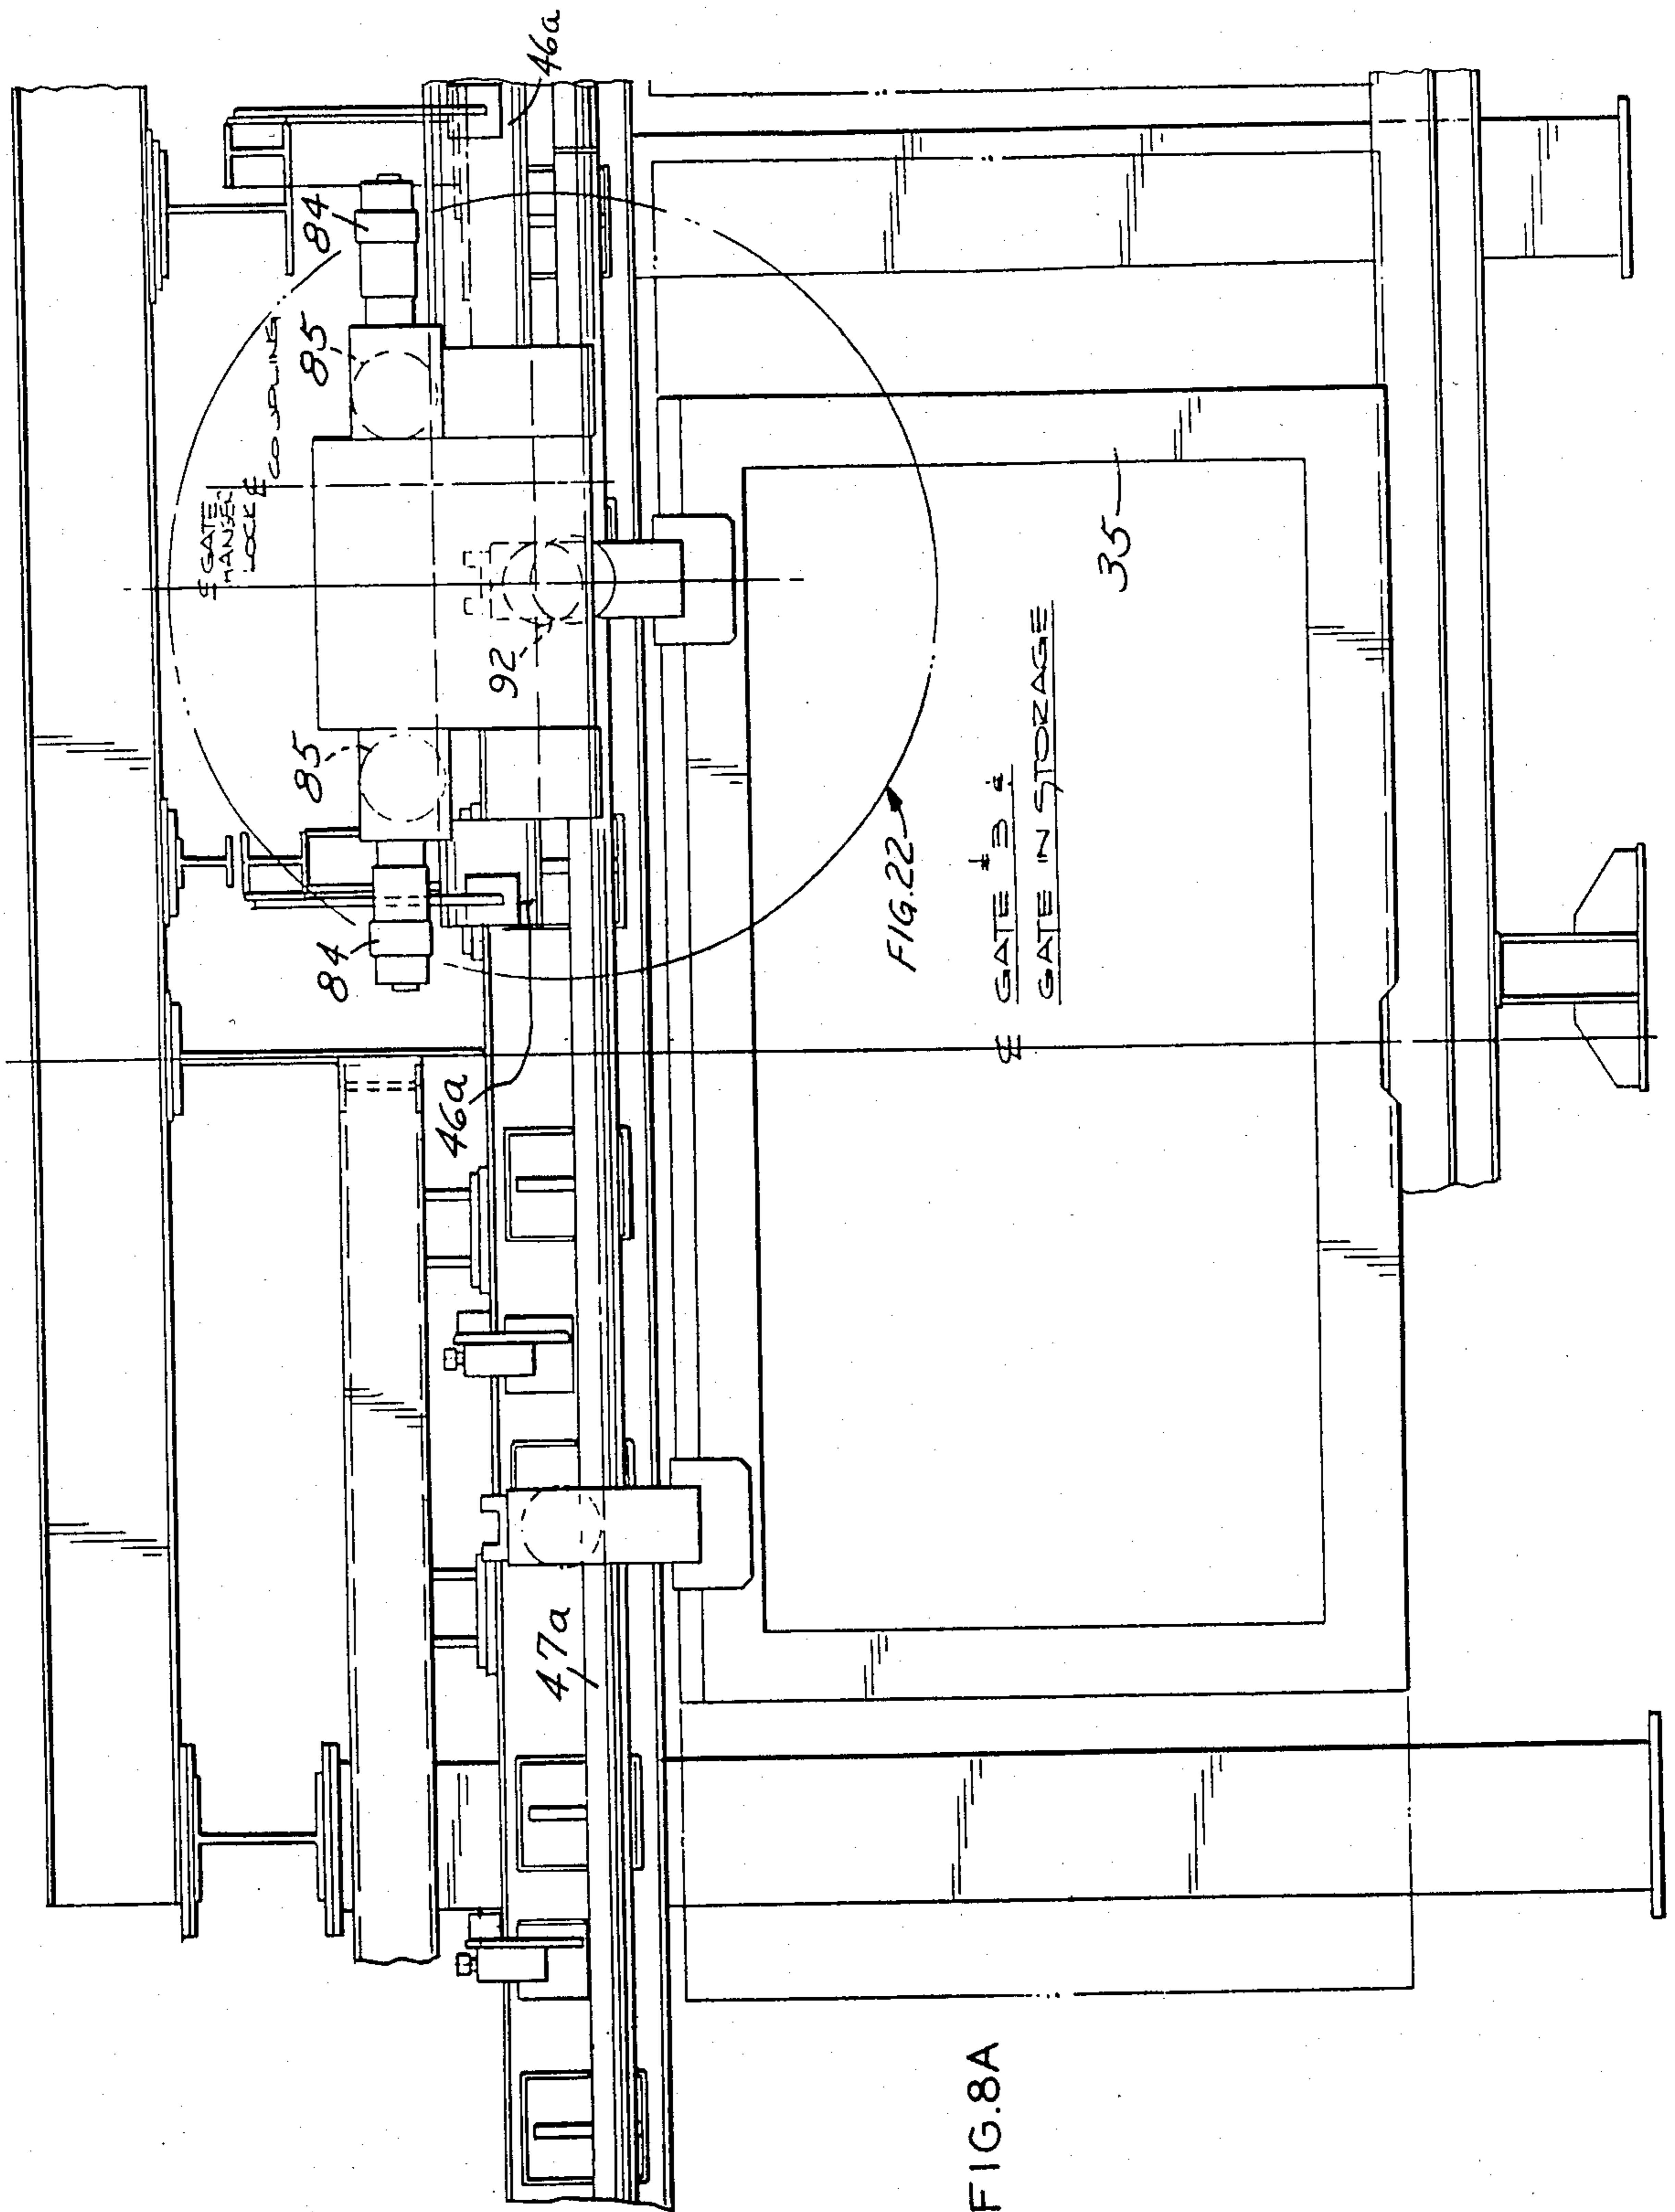 46a
84
℄ COUPLING
85
℄ GATE
HANGER
LOCK
92
35
85
84
FIG.22
℄ GATE #3 &
GATE IN STORAGE
46a
47a
FIG.8A